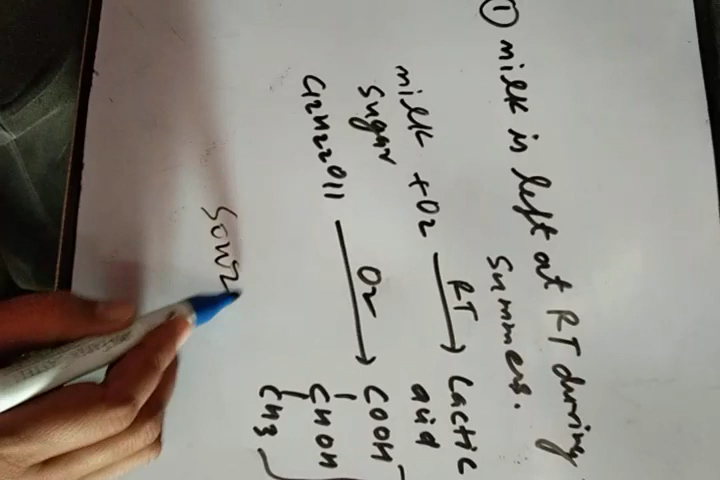 ① milk is left at RT during
summers.
milk + O2 RT Lactic
sugar acid
C12H22O11 O2 COOH
CHOH
CH3
sour